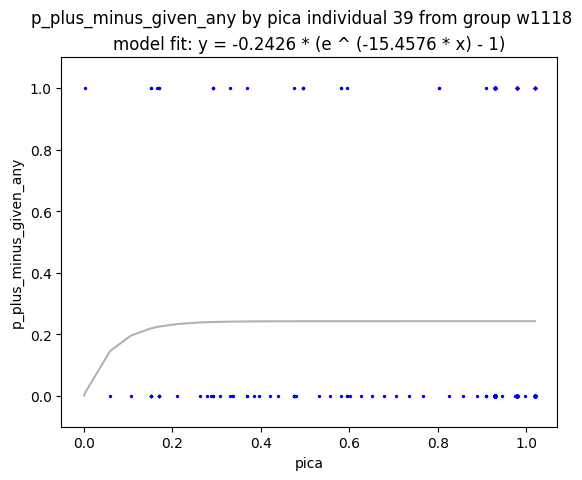 p_plus_minus_given_any by pica individual 39 from group w1118
model fit: y = -0.2426 * (e ^ (-15.4576 * x) - 1)
1.0
0.8
0.6
0.4
0.2
0.0
p_plus_minus_given_any
0.0 0.2 0.4 0.6 0.8 1.0
pica